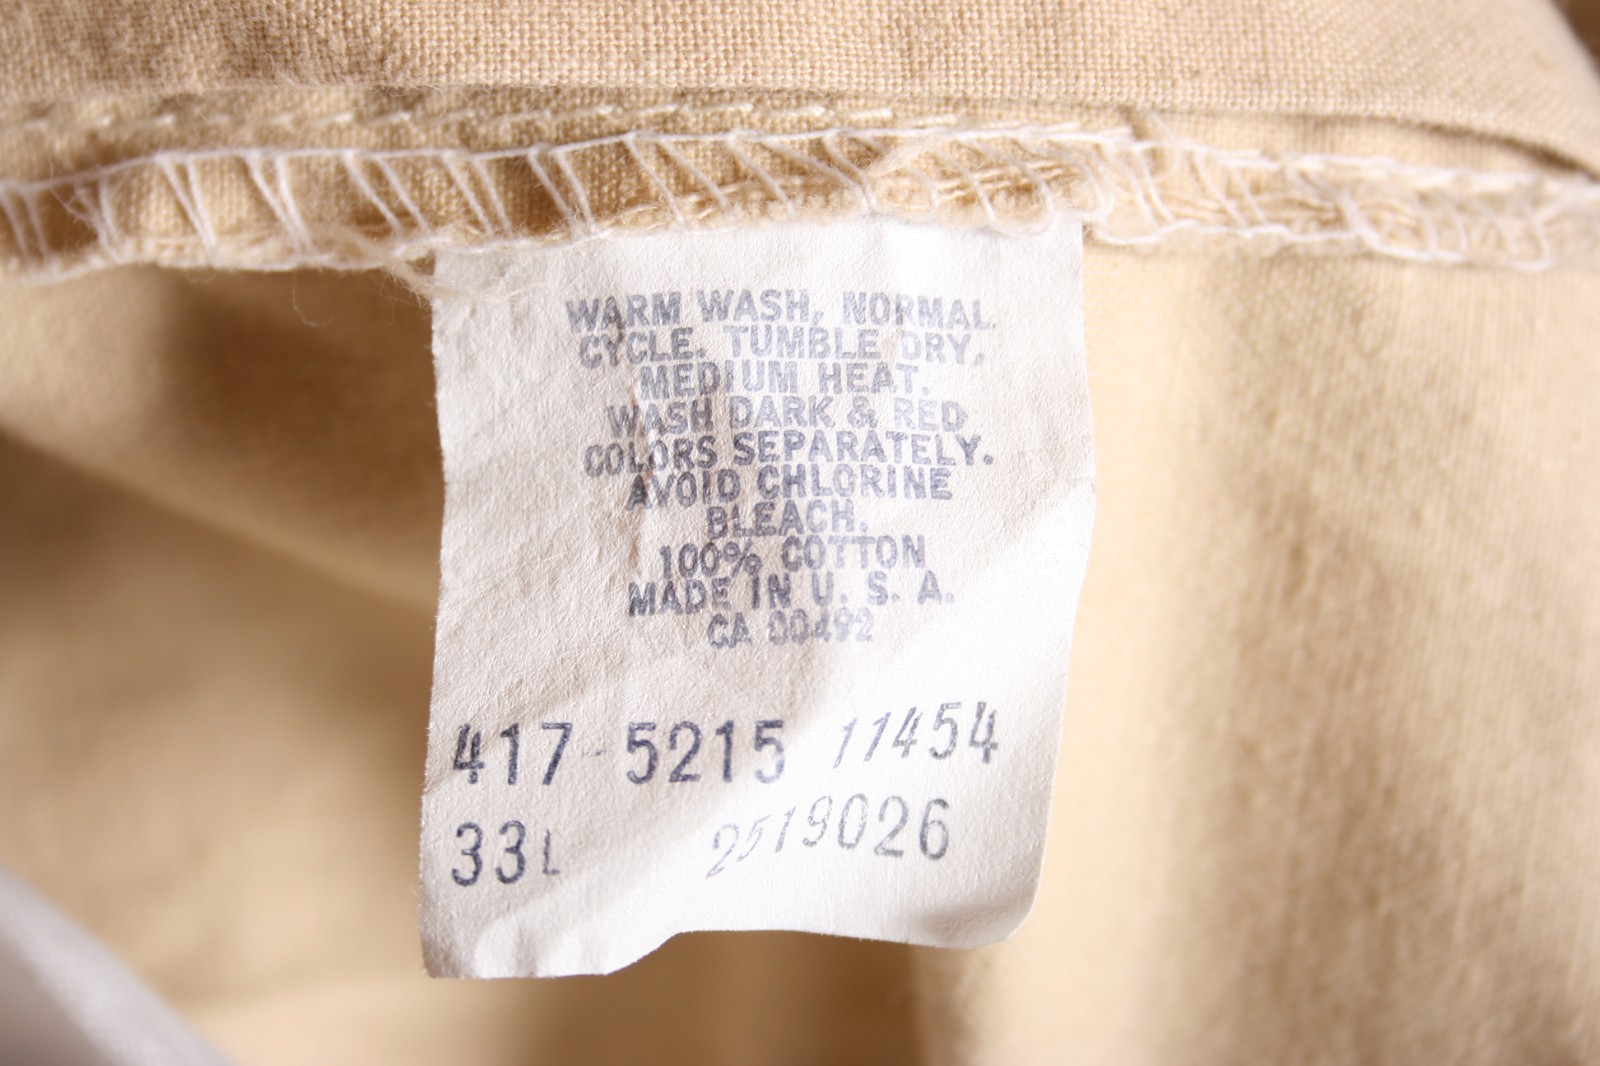 WARM WASH, NORMAL
CYCLE. TUMBLE DRY,
MEDIUM HEAT.
WASH DARK & RED
COLORS SEPARATELY.
AVOID CHLORINE
BLEACH.
100% COTTON
MADE IN U. S. A.
CA 00492
417-5215 11454
33L 2519026